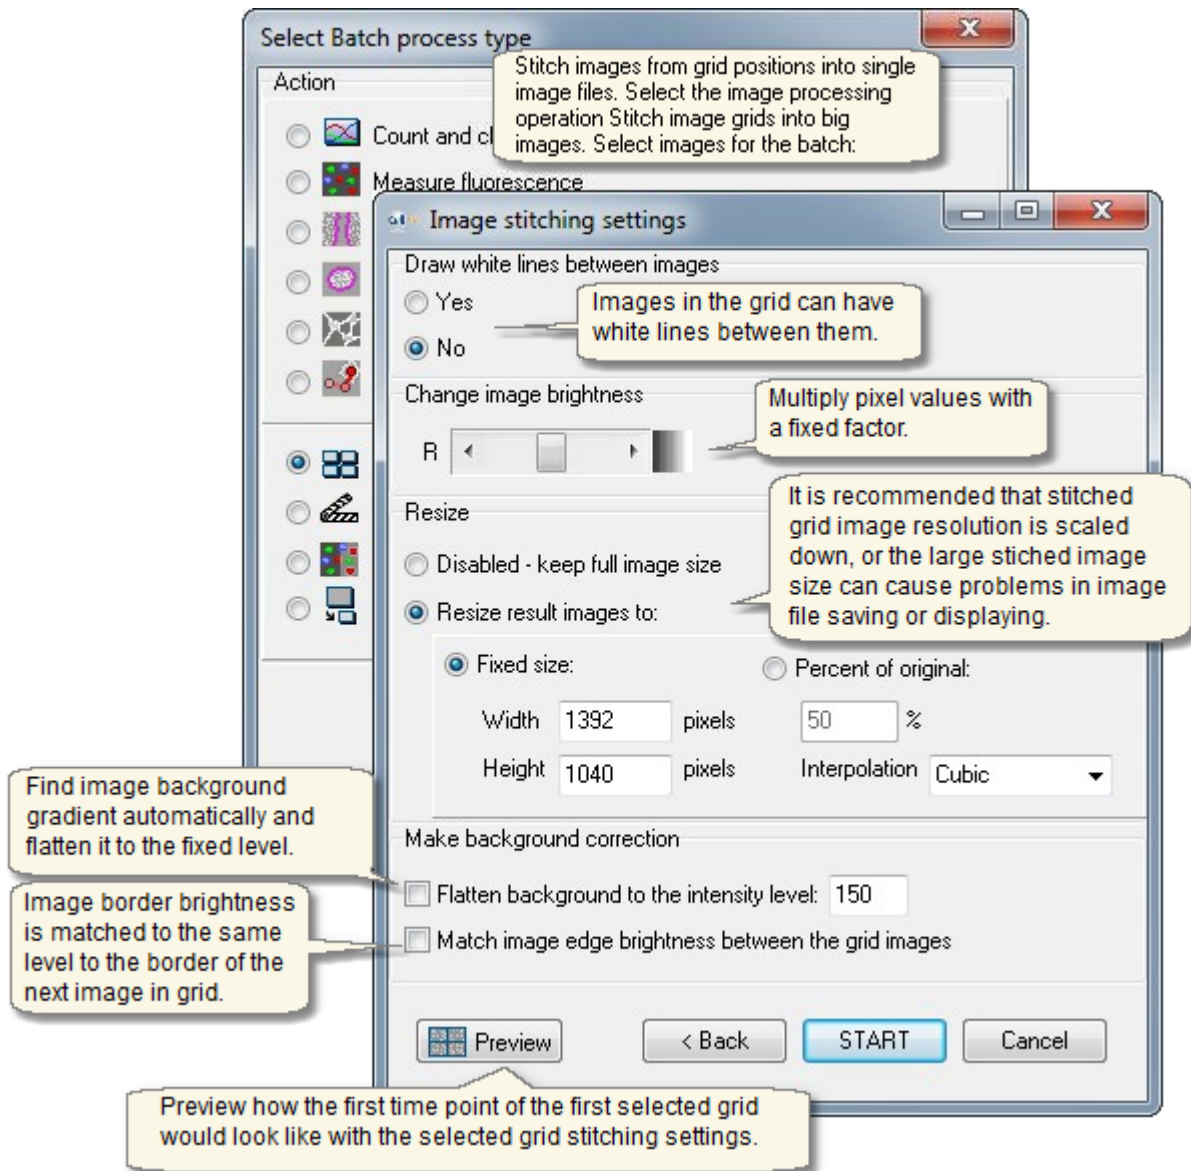 Select Batch process type
Stitch images from grid positions into single
image files. Select the image processing
operation Stitch image grids into big
images. Select images for the batch:
Action
Count and cl
Measure fluorescence
Image stitching settings
Draw white lines between images
Yes
No
Images in the grid can have
white lines between them.
Change image brightness
R
Multiply pixel values with
a fixed factor.
Resize
Disabled - keep full image size
Resize result images to:
It is recommended that stitched
grid image resolution is scaled
down, or the large stiched image
size can cause problems in image
file saving or displaying.
Fixed size:
Percent of original:
Width 1392 pixels
50 %
Height 1040 pixels
Interpolation Cubic
Find image background
gradient automatically and
flatten it to the fixed level.
Make background correction
Flatten background to the intensity level: 150
Match image edge brightness between the grid images
Image border brightness
is matched to the same
level to the border of the
next image in grid.
Preview
< Back
START
Cancel
Preview how the first time point of the first selected grid
would look like with the selected grid stitching settings.